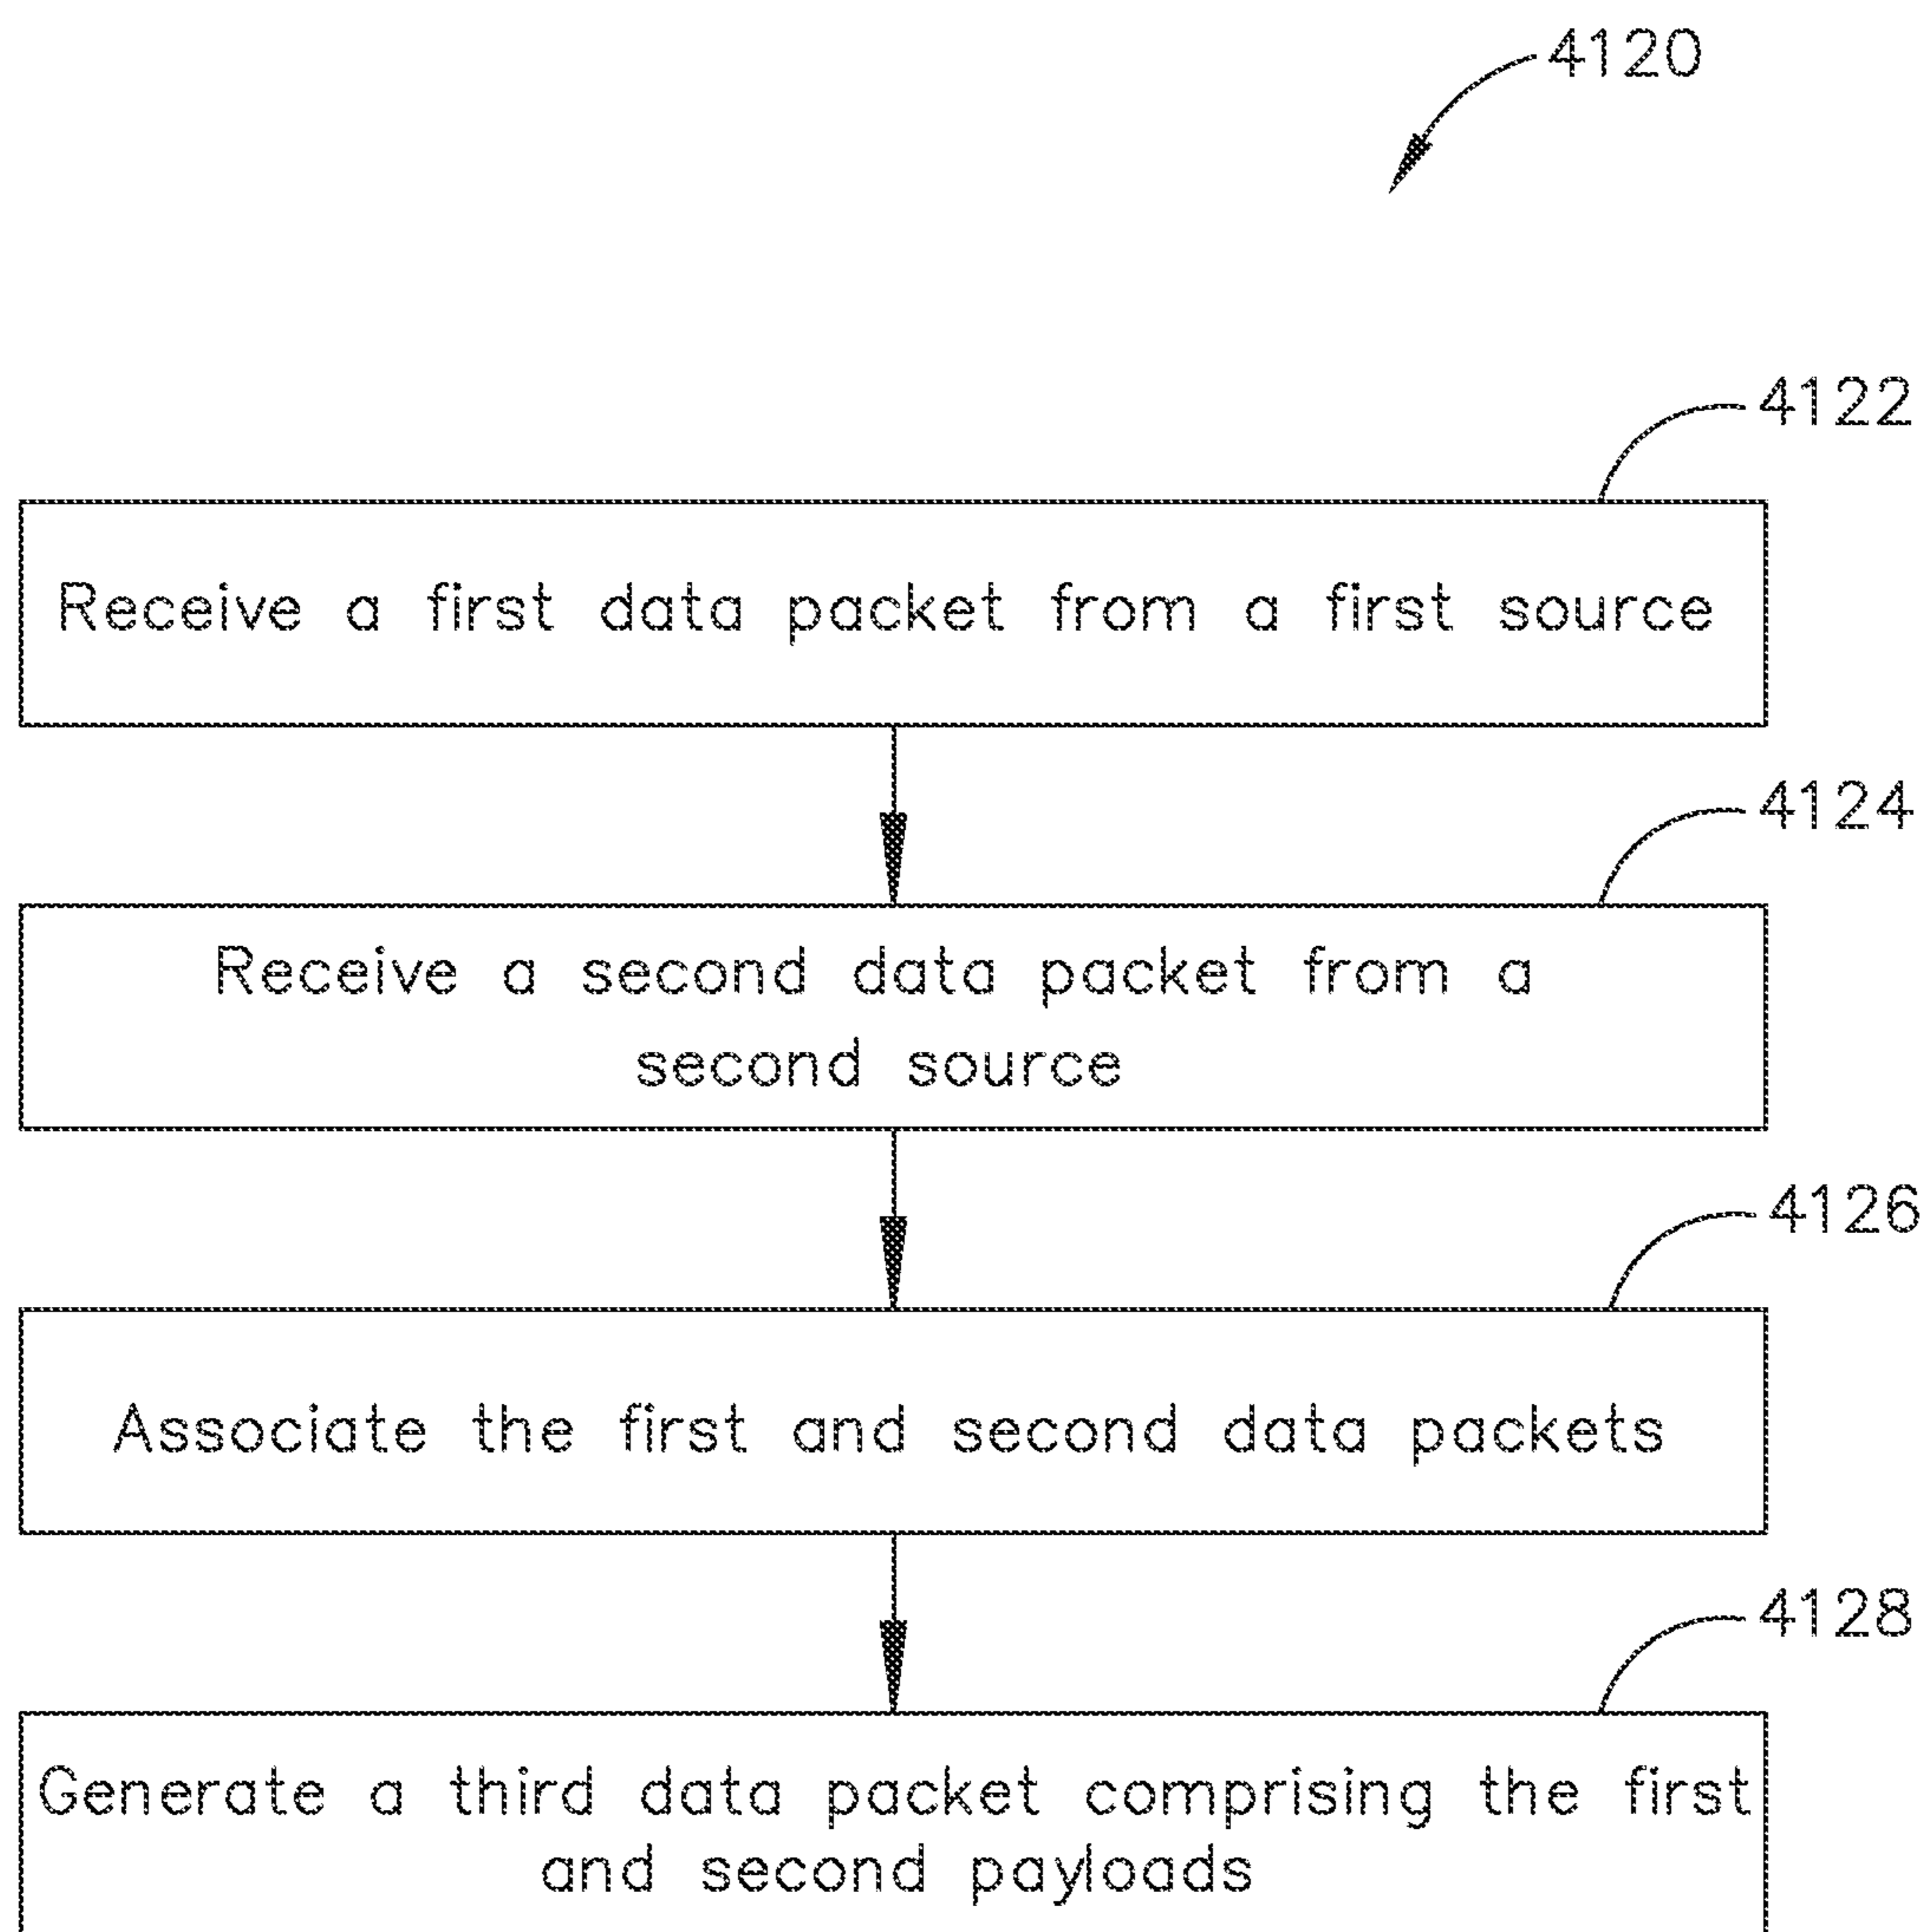 4120
4122
Receive a first data packet from a first source
4124
Receive a second data packet from a
second source
4126
Associate the first and second data packets
4128
Generate a third data packet comprising the first
and second payloads